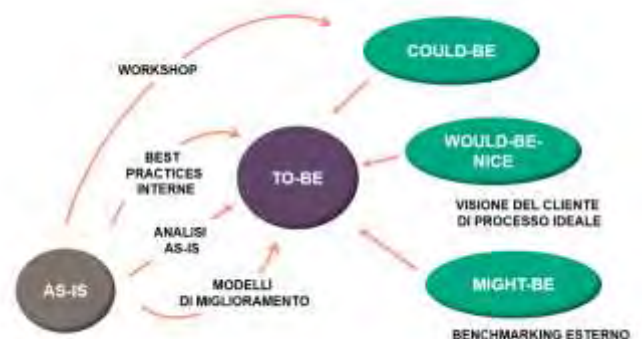 COULD-BE
WORKSHOP
BEST
PRACTICES
INTERNE
TO-BE
WOULD-BE-
NICE
VISIONE DEL CLIENTE
DI PROCESSO IDEALE
ANALISI
AS-IS
AS-IS
MODELLI
DI MIGLIORAMENTO
MIGHT-BE
BENCHMARKING ESTERNO